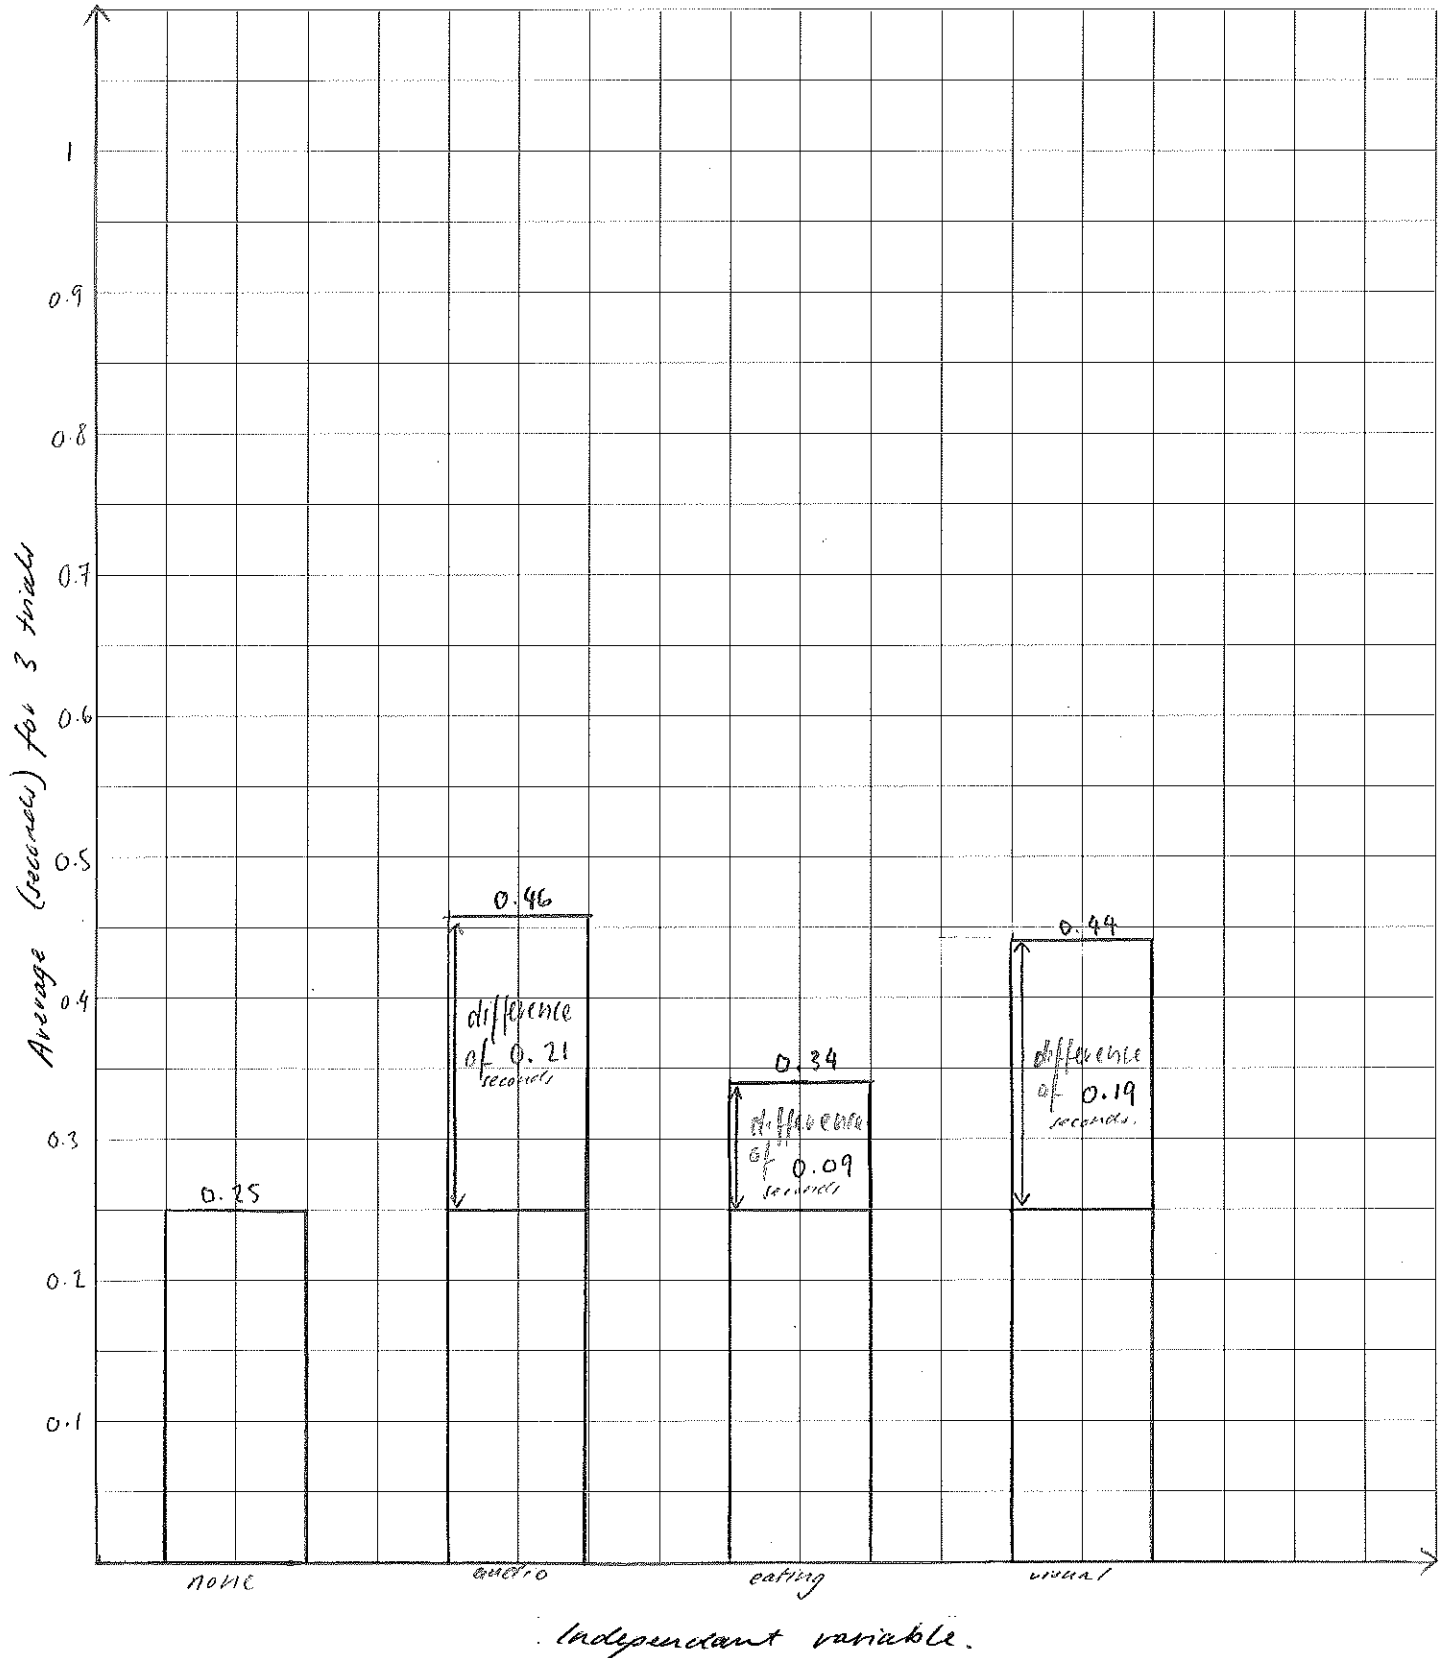 1
0.9
0.8
0.7
0.6
0.5
0.4
0.3
0.2
0.1
Average (seconds) for 3 trials
0.25
0.46
difference
of 0.21
seconds
0.34
difference
of 0.09
seconds
0.44
difference
of 0.19
seconds.
none
audio
eating
visual
Independant variable.